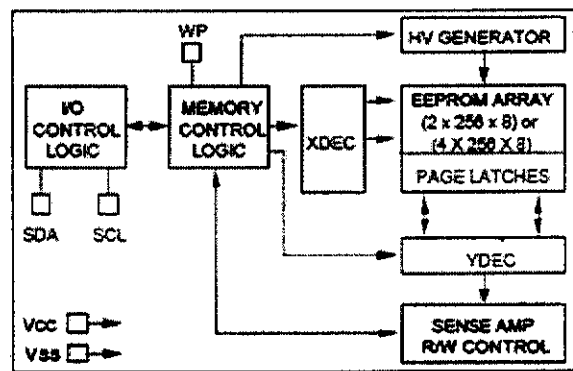 WP
HV GENERATOR
I/O
CONTROL
LOGIC
MEMORY
CONTROL
LOGIC
XDEC
EEPROM ARRAY
(2 x 256 x 8) or
(4 X 256 X 8)
PAGE LATCHES
SDA
SCL
YDEC
VCC
VSS
SENSE AMP
R/W CONTROL